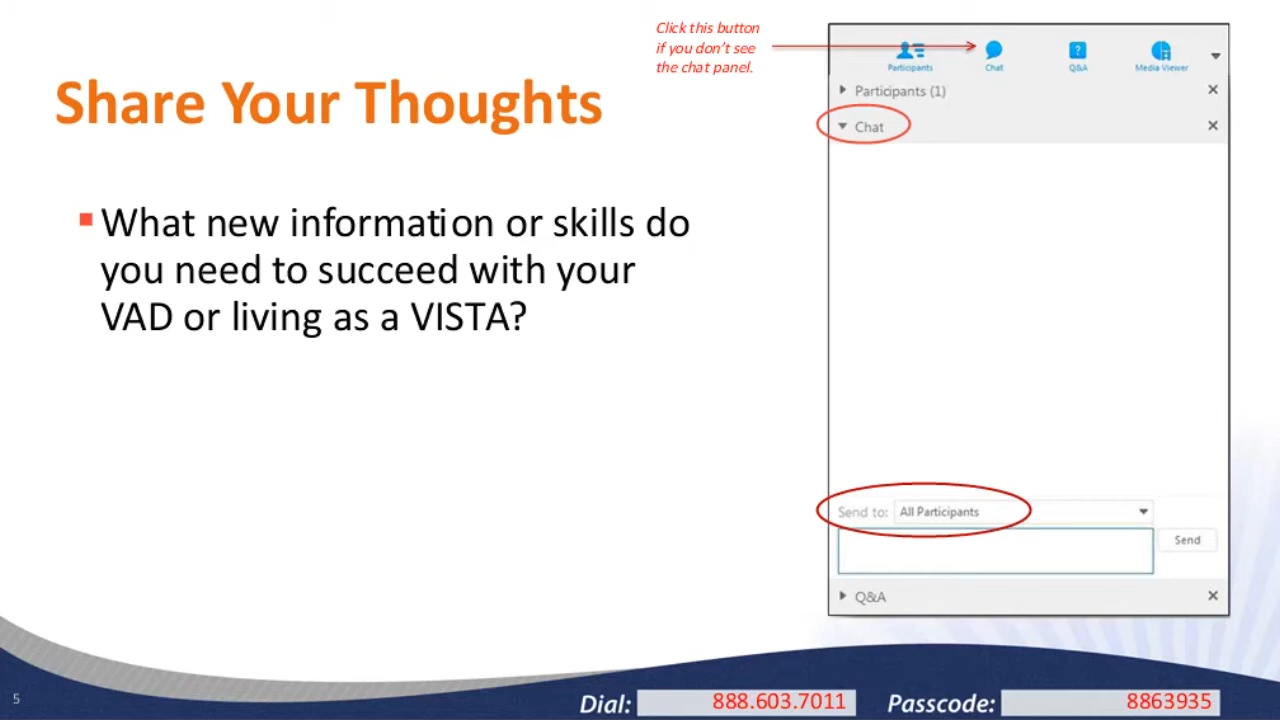 Click this button
if you don't see
the chat panel.
Share Your Thoughts
What new information or skills do
you need to succeed with your
VAD or living as a VISTA?
Participants Chat Q&A Media Viewer
Participants (1)
Chat
Send to: All Participants
Send
Q&A
5
Dial: 888.603.7011 Passcode: 8863935